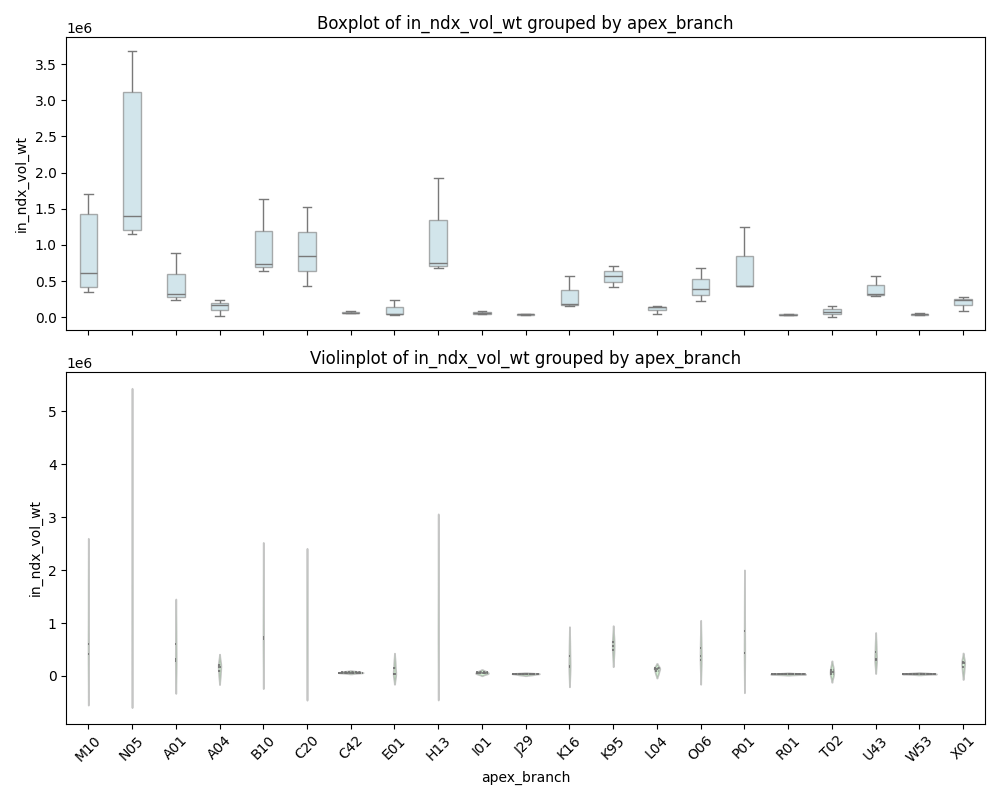 Boxplot of in_ndx_vol_wt grouped by apex_branch
1e6
3.5
3.0
2.5
2.0
1.5
1.0
0.5
0.0
in_ndx_vol_wt
Violinplot of in_ndx_vol_wt grouped by apex_branch
1e6
5
4
3
2
1
0
in_ndx_vol_wt
M10 N05 A01 A04 B10 C20 C42 E01 H13 I01 J29 K16 K95 L04 O06 P01 R01 T02 U43 W53 X01
apex_branch